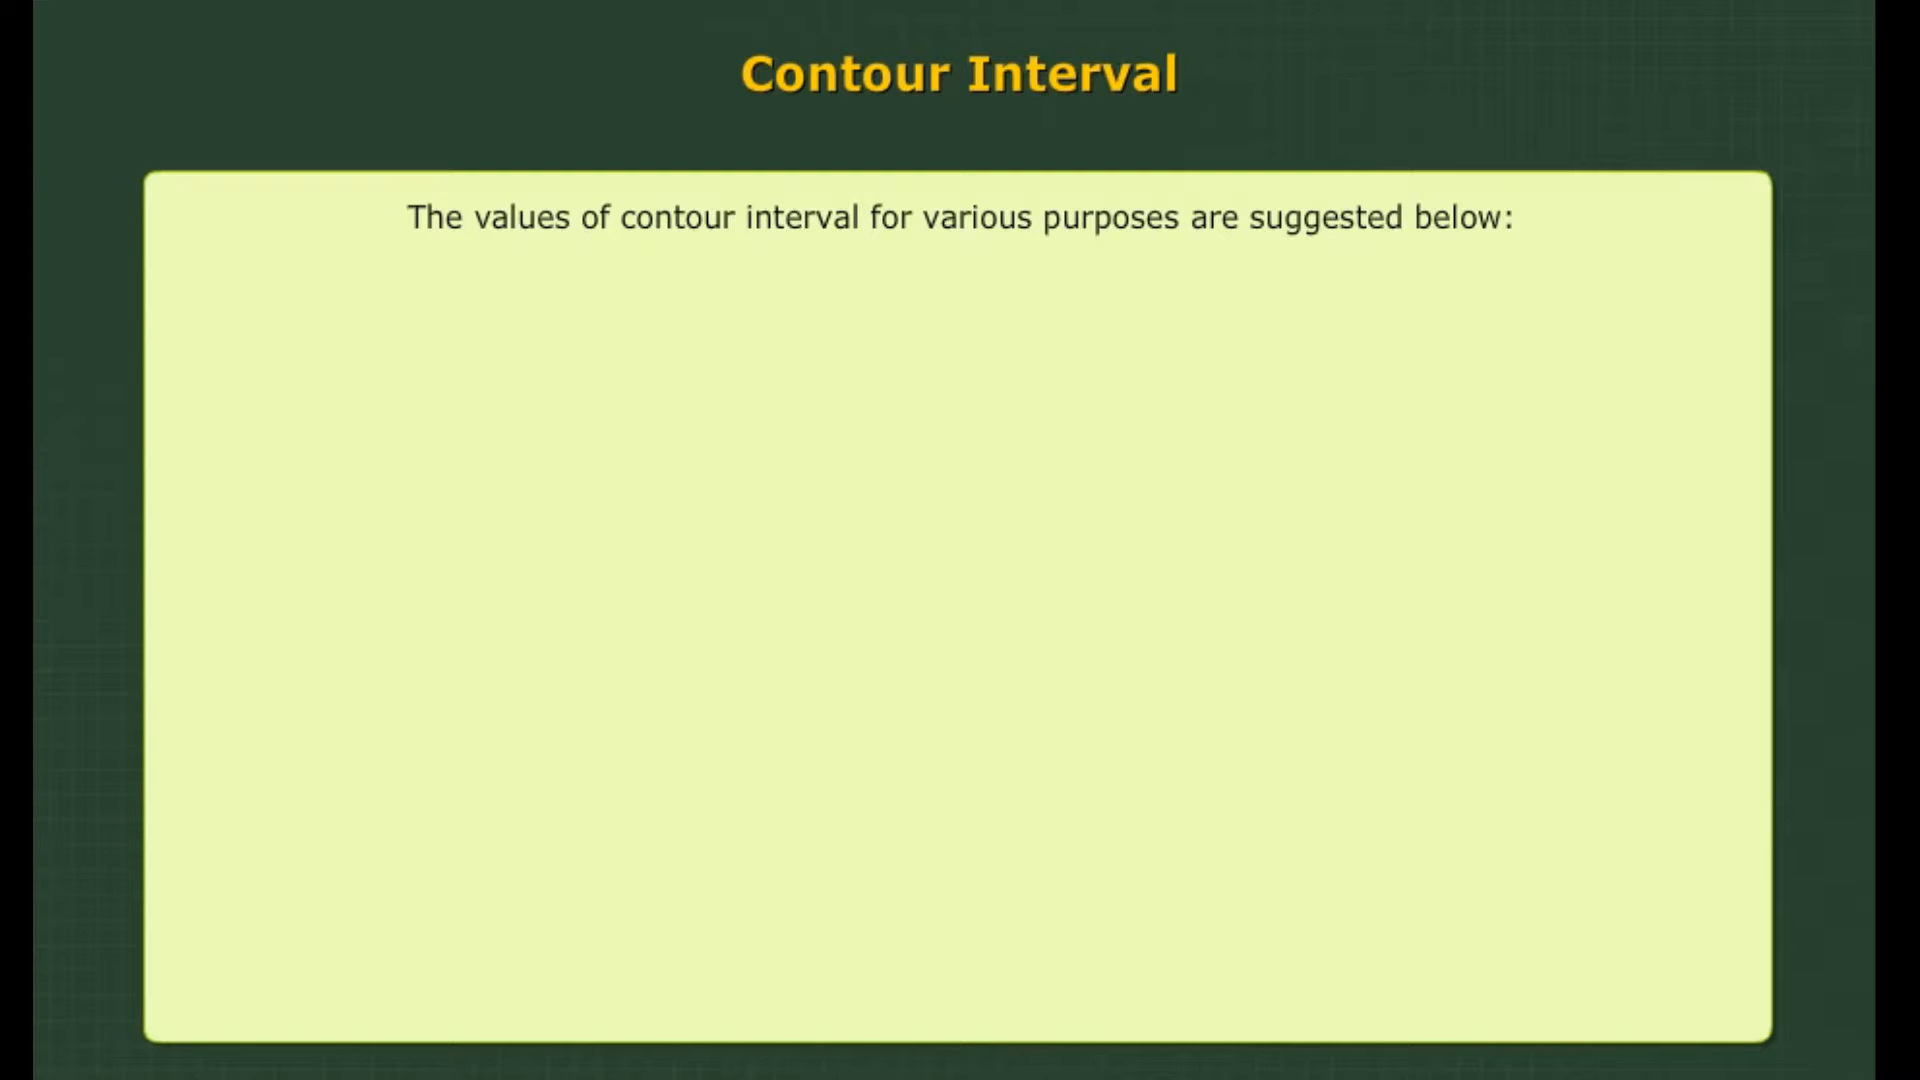 Contour Interval
The values of contour interval for various purposes are suggested below: